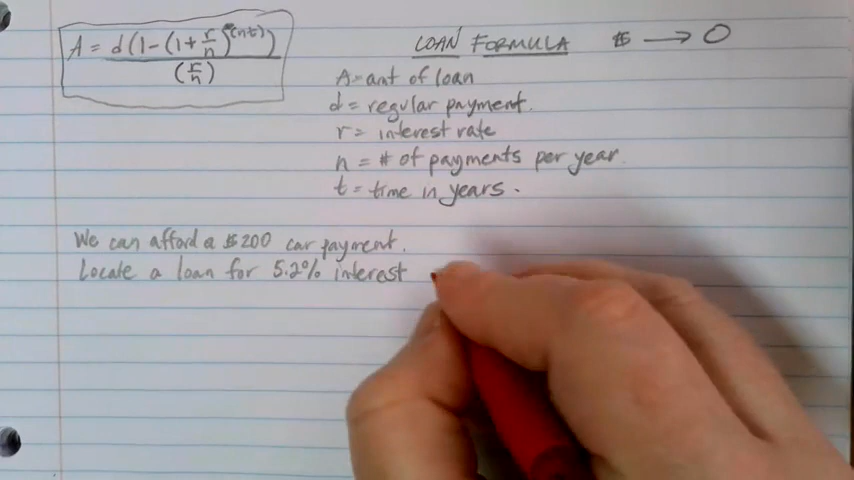 A = d(1-(1+r/n)^-(nt)) / (r/n)
LOAN FORMULA $ → 0
A = amt of loan
d = regular payment.
r = interest rate
n = # of payments per year.
t = time in years.
We can afford a $200 car payment.
Locate a loan for 5.2% interest